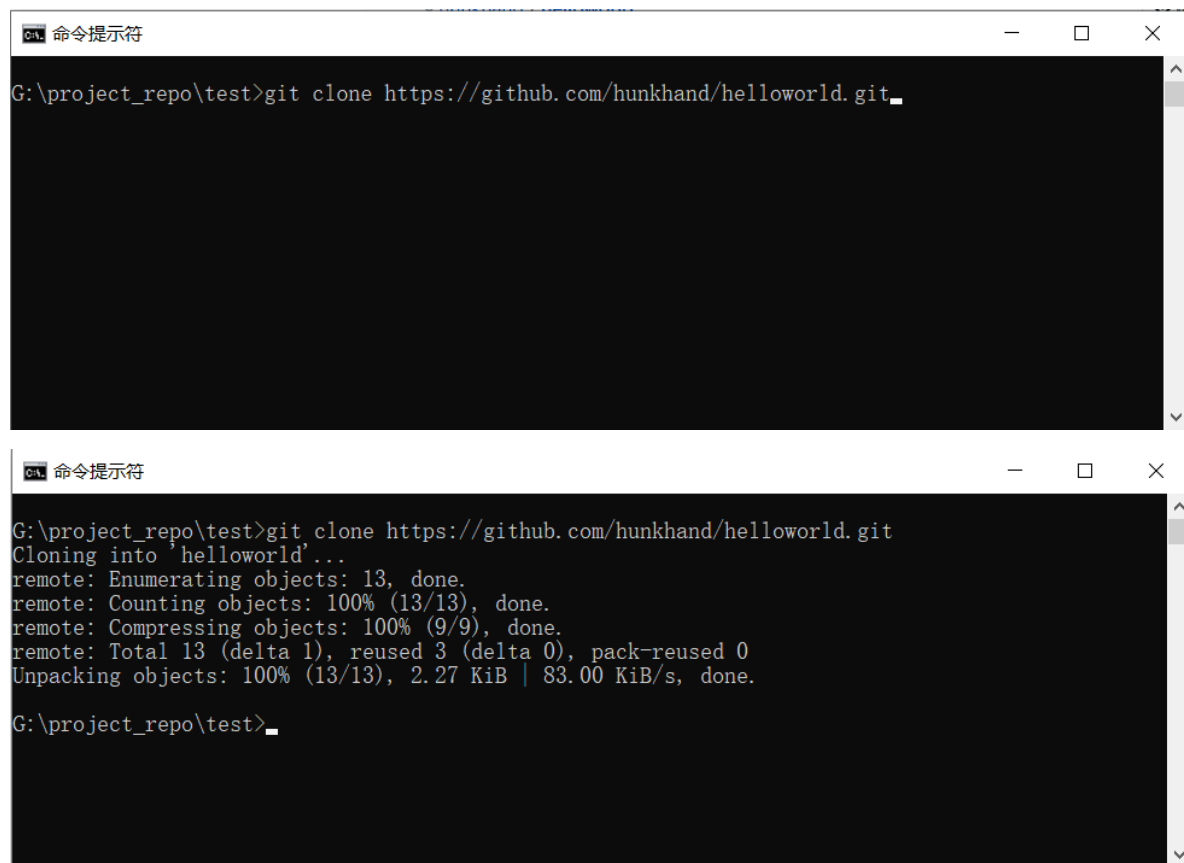 命令提示符
G:\project_repo\test>git clone https://github.com/hunkhand/helloworld.git
命令提示符
G:\project_repo\test>git clone https://github.com/hunkhand/helloworld.git
Cloning into 'helloworld'...
remote: Enumerating objects: 13, done.
remote: Counting objects: 100% (13/13), done.
remote: Compressing objects: 100% (9/9), done.
remote: Total 13 (delta 1), reused 3 (delta 0), pack-reused 0
Unpacking objects: 100% (13/13), 2.27 KiB | 83.00 KiB/s, done.
G:\project_repo\test>